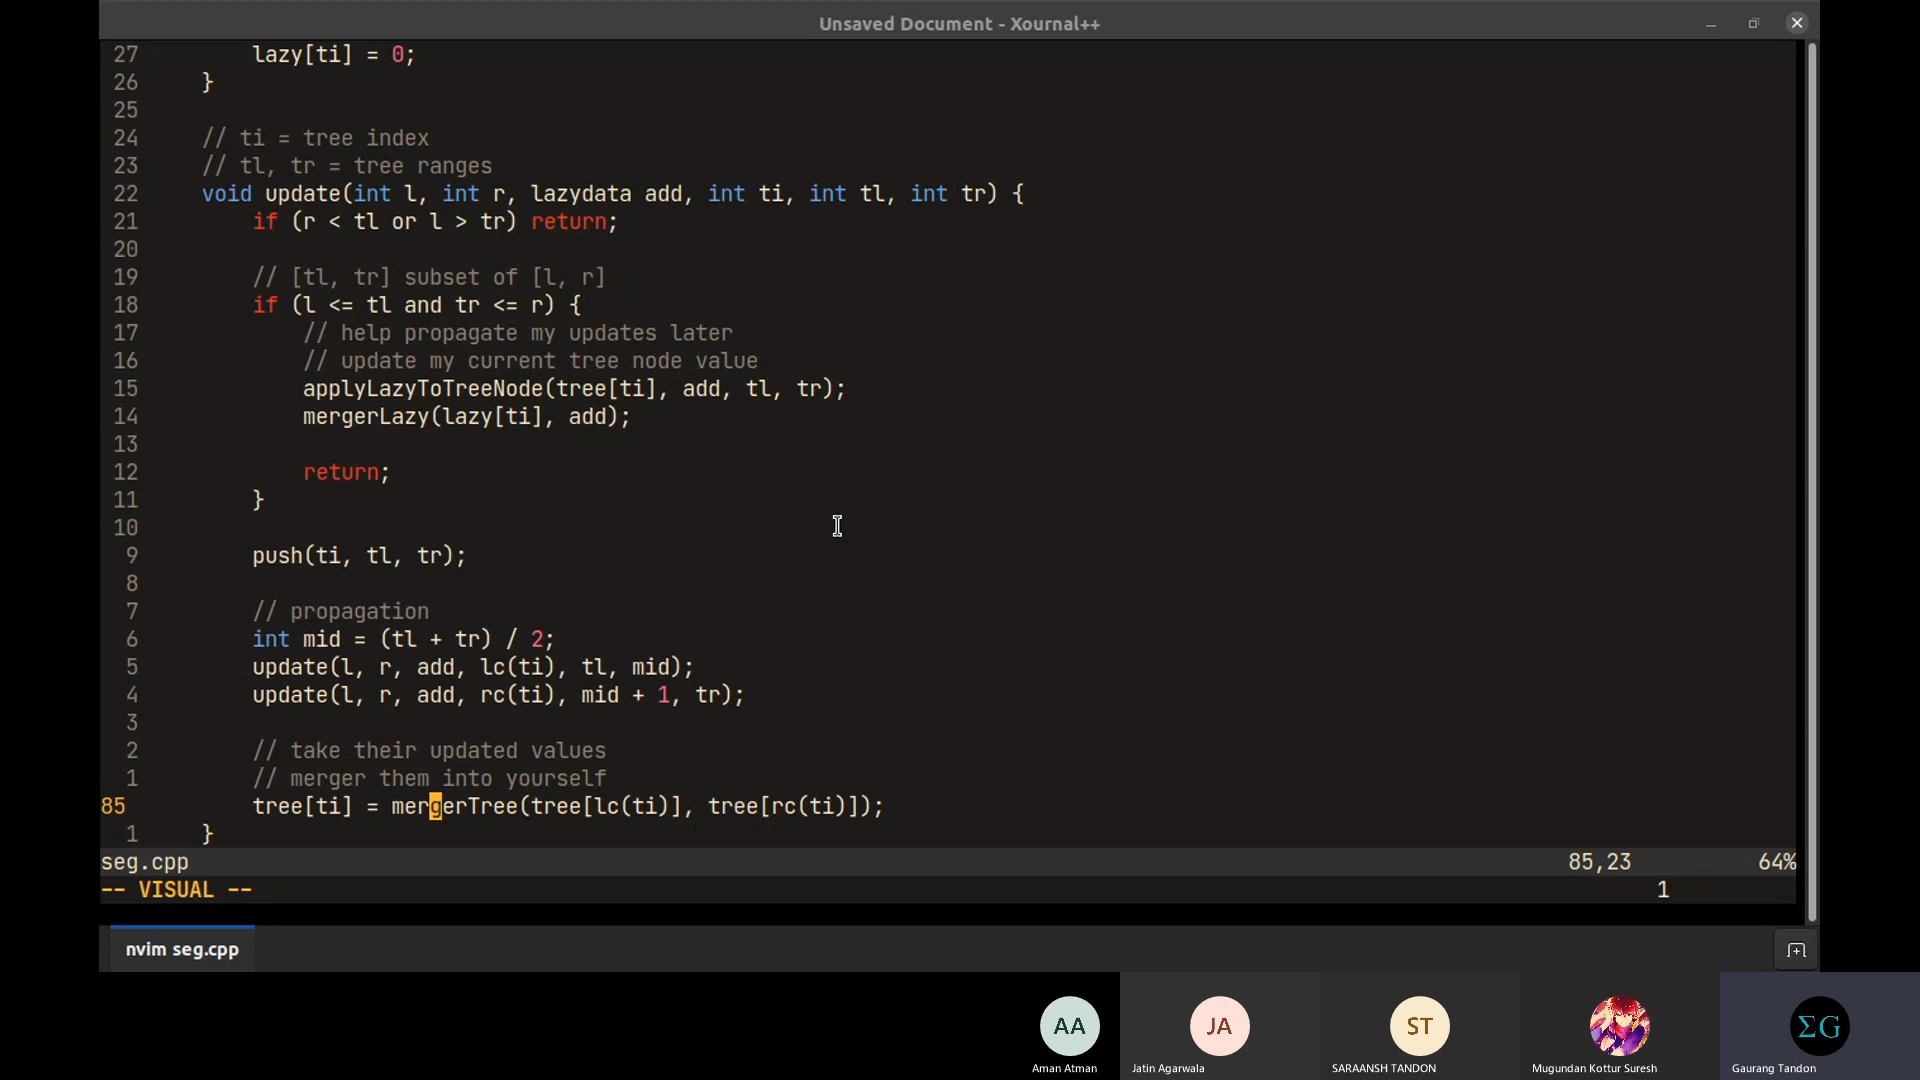 Unsaved Document - Xournal++
27 lazy[ti] = 0;
26 }
25
24 // ti = tree index
23 // tl, tr = tree ranges
22 void update(int l, int r, lazydata add, int ti, int tl, int tr) {
21 if (r < tl or l > tr) return;
20
19 // [tl, tr] subset of [l, r]
18 if (l <= tl and tr <= r) {
17 // help propagate my updates later
16 // update my current tree node value
15 applyLazyToTreeNode(tree[ti], add, tl, tr);
14 mergerLazy(lazy[ti], add);
13
12 return;
11 }
10
9 push(ti, tl, tr);
8
7 // propagation
6 int mid = (tl + tr) / 2;
5 update(l, r, add, lc(ti), tl, mid);
4 update(l, r, add, rc(ti), mid + 1, tr);
3
2 // take their updated values
1 // merger them into yourself
85 tree[ti] = mergerTree(tree[lc(ti)], tree[rc(ti)]);
1 }
seg.cpp 85,23 64%
-- VISUAL -- 1
nvim seg.cpp
AA JA ST ΣG
Aman Atman Jatin Agarwala SARAANSH TANDON Mugundan Kottur Suresh Gaurang Tandon